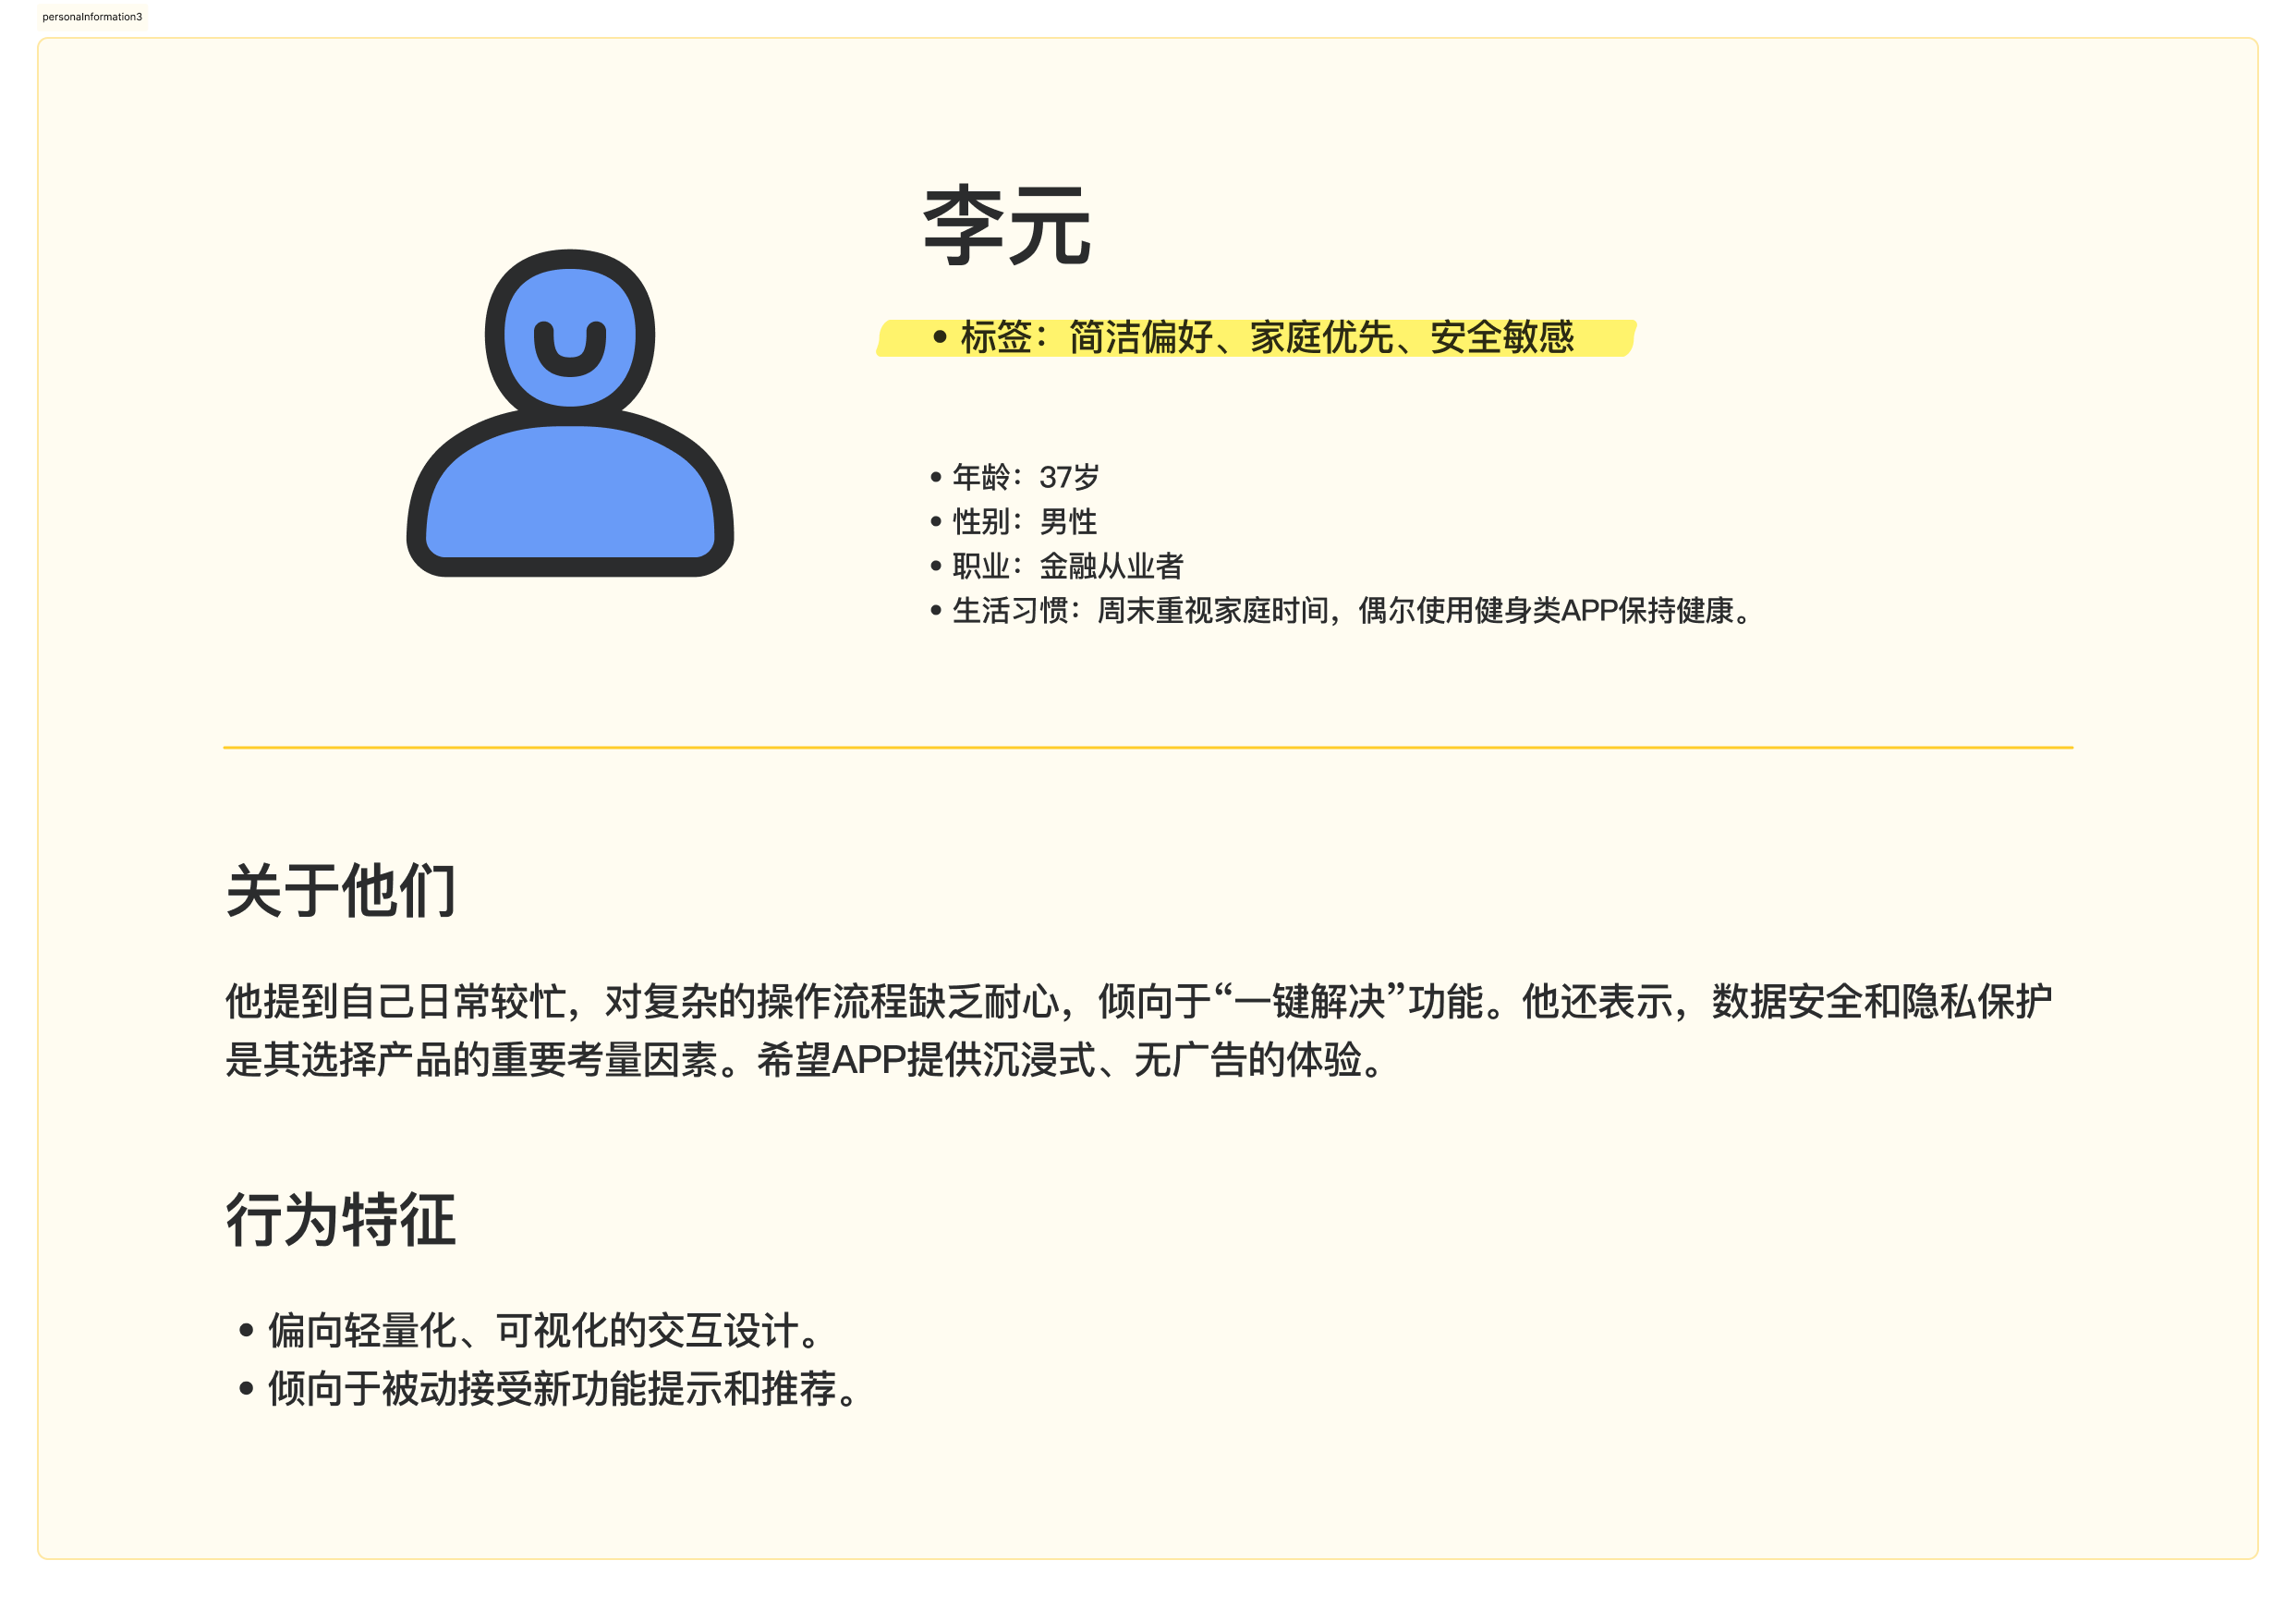 personaInformation3
李元
• 标签：简洁偏好、家庭优先、安全敏感
• 年龄：37岁
• 性别：男性
• 职业：金融从业者
• 生活习惯：周末重视家庭时间，偶尔使用健身类APP保持健康。
关于他们
他提到自己日常较忙，对复杂的操作流程缺乏耐心，倾向于“一键解决”功能。他还表示，数据安全和隐私保护
是其选择产品的重要考量因素。希望APP提供沉浸式、无广告的体验。
行为特征
• 偏向轻量化、可视化的交互设计。
• 倾向于被动接受新功能提示和推荐。